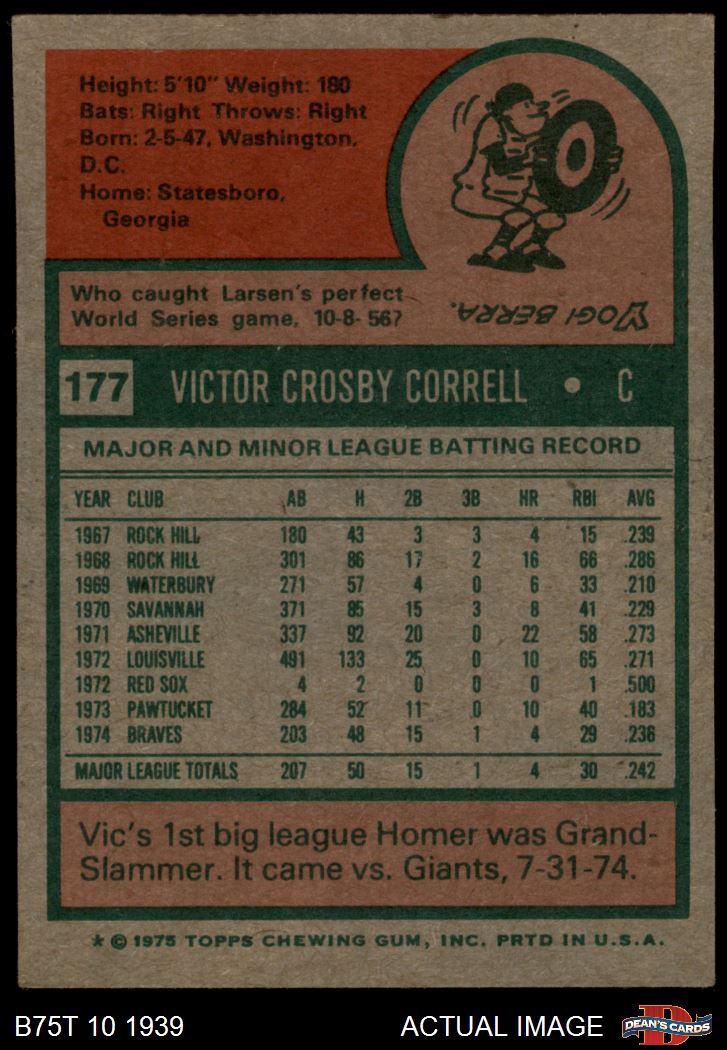 Height: 5'10" Weight: 180
Bats: Right Throws: Right
Born: 2-5-47, Washington,
D.C.
Home: Statesboro,
Georgia
Who caught Larsen's perfect
World Series game, 10-8-56?
YOGI BERRA.
177 VICTOR CROSBY CORRELL • C
MAJOR AND MINOR LEAGUE BATTING RECORD
YEAR CLUB AB H 2B 3B HR RBI AVG
1967 ROCK HILL 180 43 3 3 4 15 .239
1968 ROCK HILL 301 86 17 2 16 66 .286
1969 WATERBURY 271 57 4 0 6 33 .210
1970 SAVANNAH 371 85 15 3 8 41 .229
1971 ASHEVILLE 337 92 20 0 22 58 .273
1972 LOUISVILLE 491 133 25 0 10 65 .271
1972 RED SOX 4 2 0 0 0 1 .500
1973 PAWTUCKET 284 52 11 0 10 40 .183
1974 BRAVES 203 48 15 1 4 29 .236
MAJOR LEAGUE TOTALS 207 50 15 1 4 30 .242
Vic's 1st big league Homer was Grand-
Slammer. It came vs. Giants, 7-31-74.
* © 1975 TOPPS CHEWING GUM, INC. PRTD IN U.S.A.
B75T 10 1939 ACTUAL IMAGE D DEAN'S CARDS